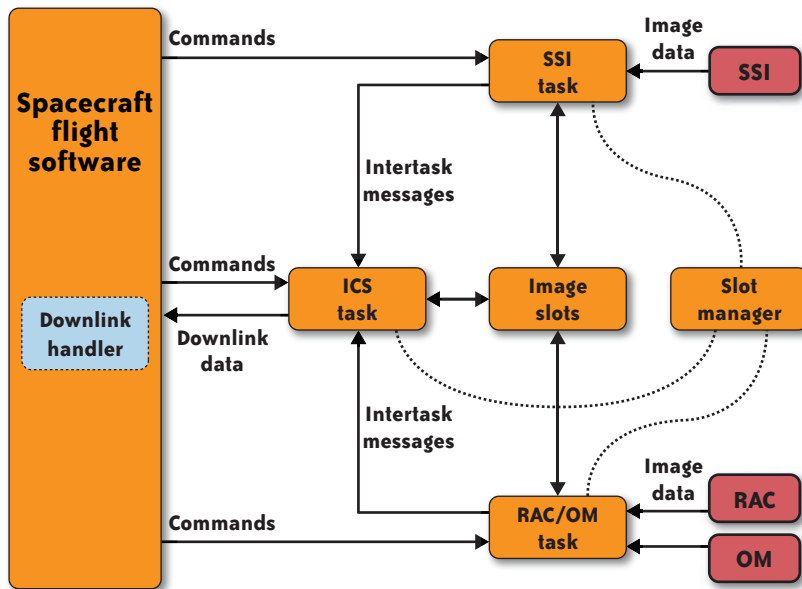 Commands
Image
data
SSI
task
SSI
Spacecraft
flight
software
Intertask
messages
Commands
ICS
task
Image
slots
Slot
manager
Downlink
handler
Downlink
data
Intertask
messages
Image
data
RAC
Commands
RAC/OM
task
OM